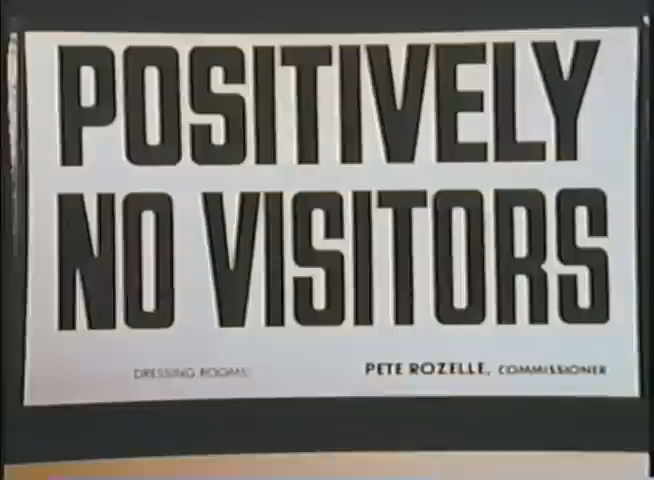 POSITIVELY
NO VISITORS
DRESSING ROOMS
PETE ROZELLE, COMMISSIONER